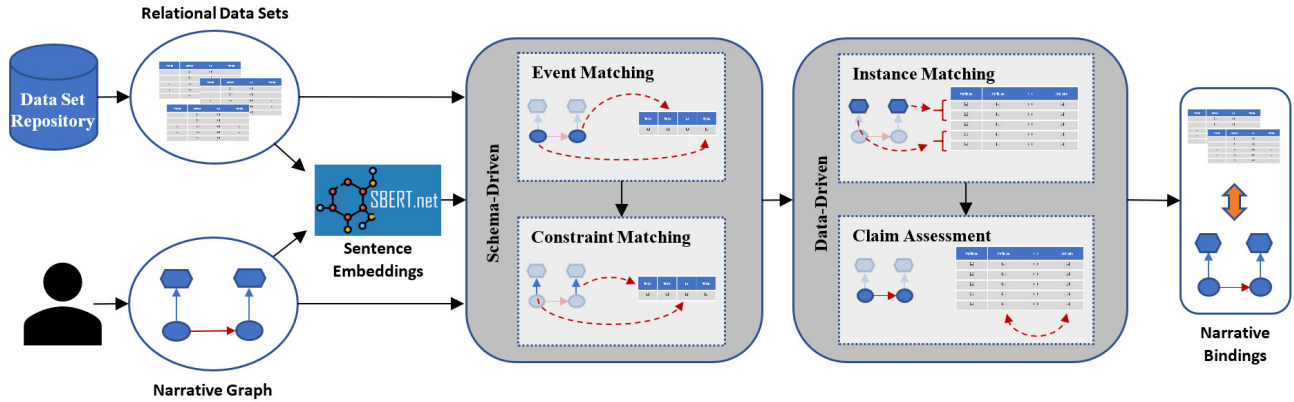 Relational Data Sets
Data Set
Repository
SBERT.net
Sentence
Embeddings
Narrative Graph
Schema-Driven
Event Matching
Constraint Matching
Data-Driven
Instance Matching
Claim Assessment
Narrative
Bindings